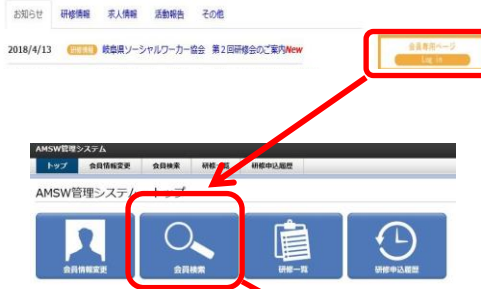 お知らせ 研修情報 求人情報 活動報告 その他
2018/4/13 研修情報 岐阜県ソーシャルワーカー協会 第2回研修会のご案内New
会員専用ページ
Log in
AMSW管理システム
トップ 会員情報変更 会員検索 研修一覧 研修申込履歴
AMSW管理システム トップ
会員情報変更 会員検索 研修一覧 研修申込履歴